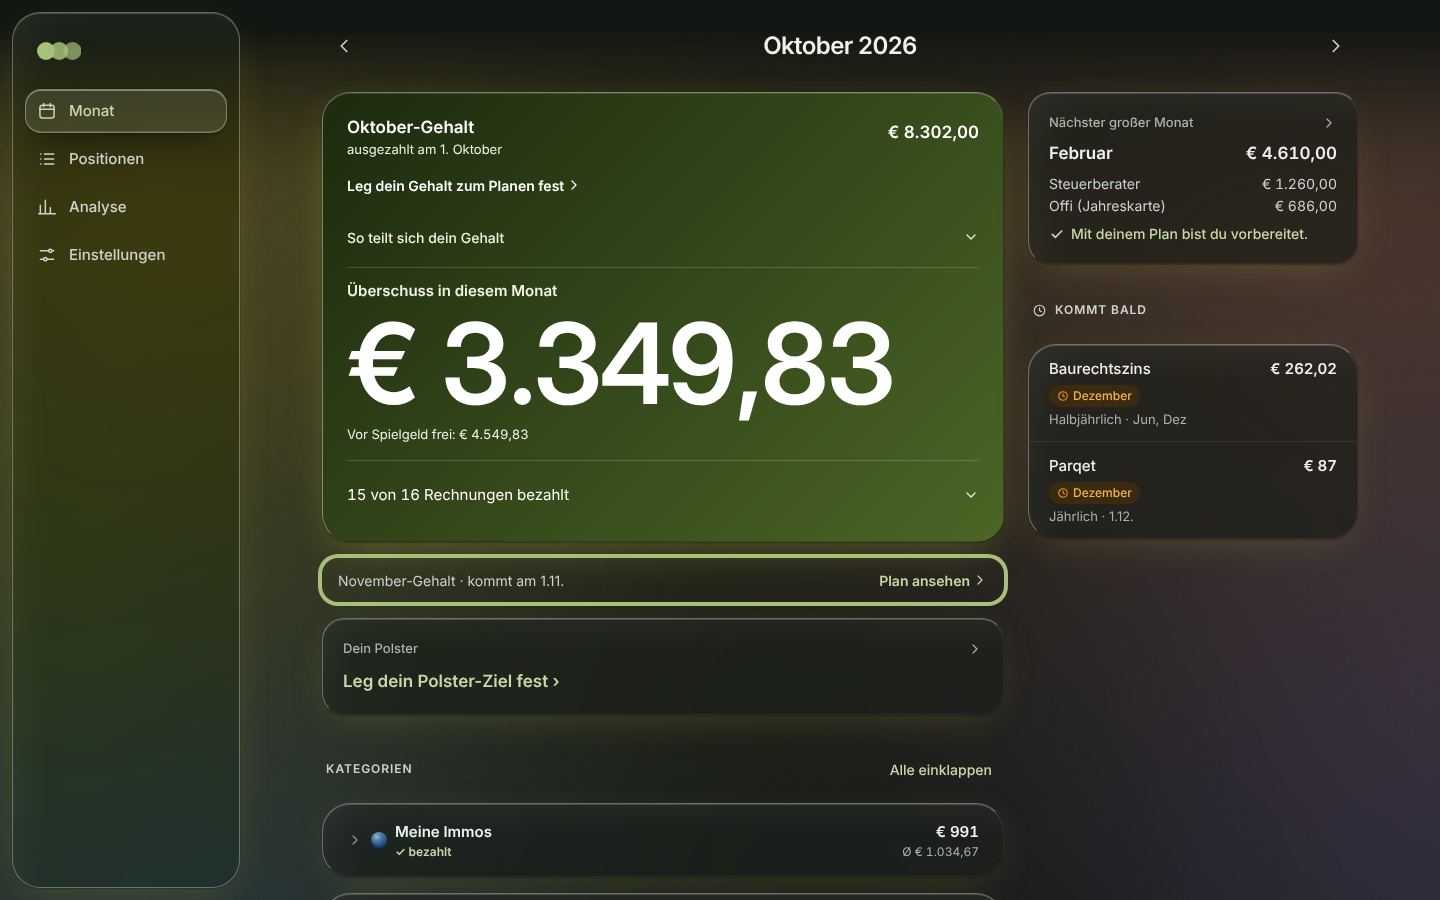 Monat
Positionen
Analyse
Einstellungen
Oktober 2026
Oktober-Gehalt
€ 8.302,00
ausgezahlt am 1. Oktober
Leg dein Gehalt zum Planen fest
So teilt sich dein Gehalt
Überschuss in diesem Monat
€ 3.349,83
Vor Spielgeld frei: € 4.549,83
15 von 16 Rechnungen bezahlt
November-Gehalt · kommt am 1.11.
Plan ansehen
Dein Polster
Leg dein Polster-Ziel fest ›
KATEGORIEN
Alle einklappen
Meine Immos
€ 991
✓ bezahlt
Ø € 1.034,67
Nächster großer Monat
Februar
€ 4.610,00
Steuerberater
€ 1.260,00
Offi (Jahreskarte)
€ 686,00
✓ Mit deinem Plan bist du vorbereitet.
KOMMT BALD
Baurechtszins
€ 262,02
Dezember
Halbjährlich · Jun, Dez
Parqet
€ 87
Dezember
Jährlich · 1.12.